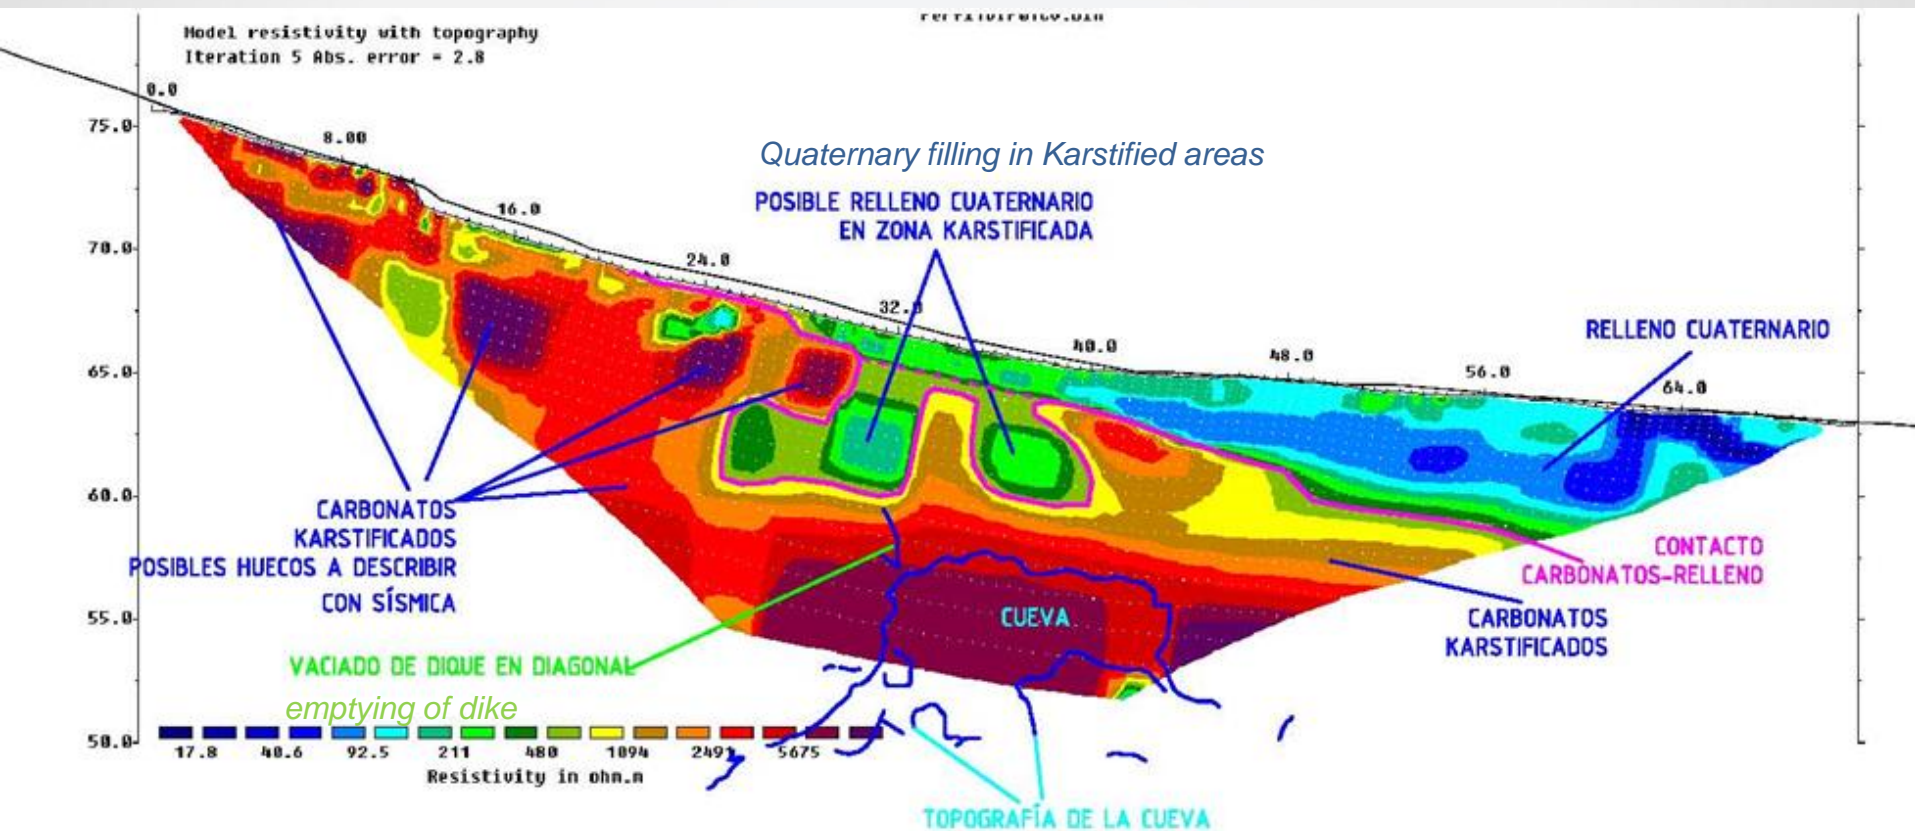 Model resistivity with topography
Iteration 5 Abs. error = 2.8
0.0
75.0
8.00
Quaternary filling in Karstified areas
POSIBLE RELLENO CUATERNARIO
EN ZONA KARSTIFICADA
16.0
70.0
24.0
32.0
RELLENO CUATERNARIO
40.0
48.0
56.0
64.0
65.0
60.0
CARBONATOS
KARSTIFICADOS
POSIBLES HUECOS A DESCRIBIR
CON SÍSMICA
CONTACTO
CARBONATOS-RELLENO
CARBONATOS
KARSTIFICADOS
55.0
CUEVA
VACIADO DE DIQUE EN DIAGONAL
emptying of dike
50.0
17.8 40.6 92.5 211 480 1094 2491 5675
Resistivity in ohm.m
TOPOGRAFÍA DE LA CUEVA